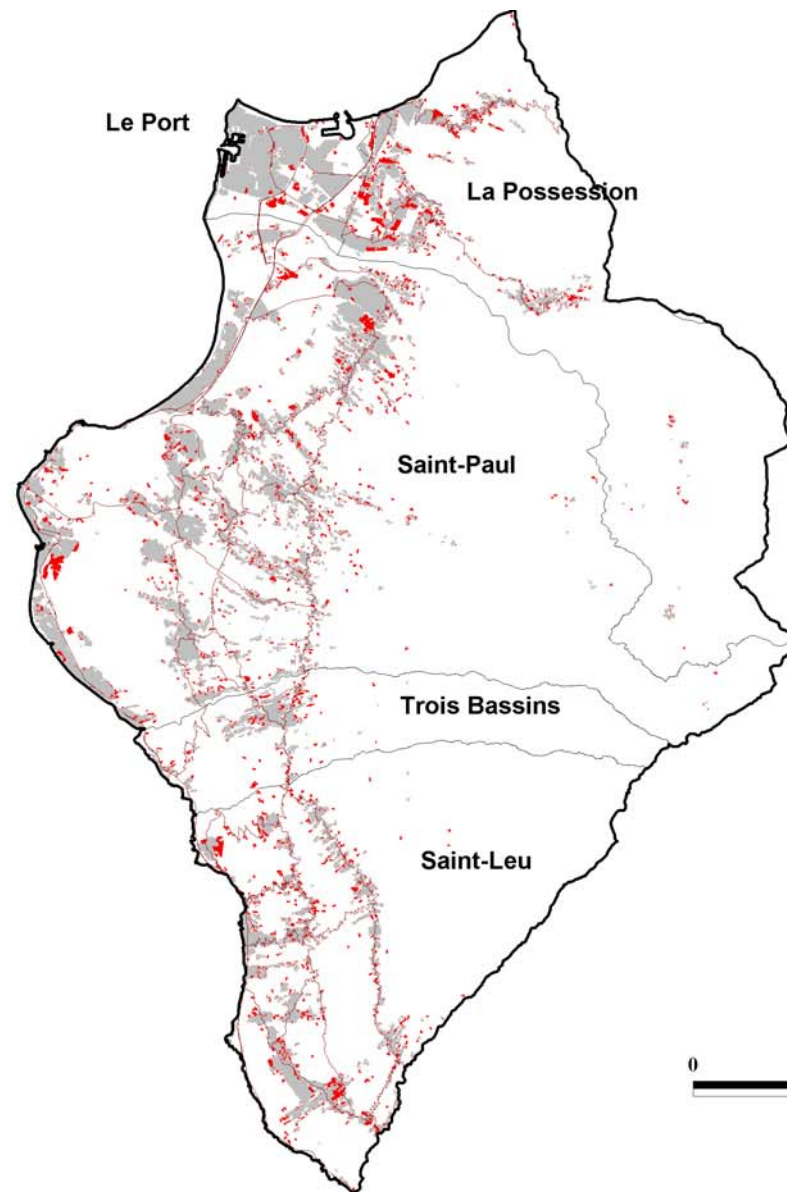 Le Port
La Possession
Saint-Paul
Trois Bassins
Saint-Leu
0